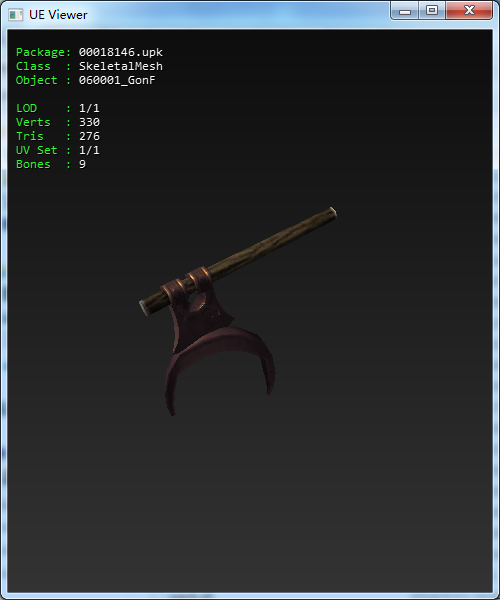 UE Viewer
Package: 00018146.upk
Class : SkeletalMesh
Object : 060001_GonF
LOD : 1/1
Verts : 330
Tris : 276
UV Set : 1/1
Bones : 9